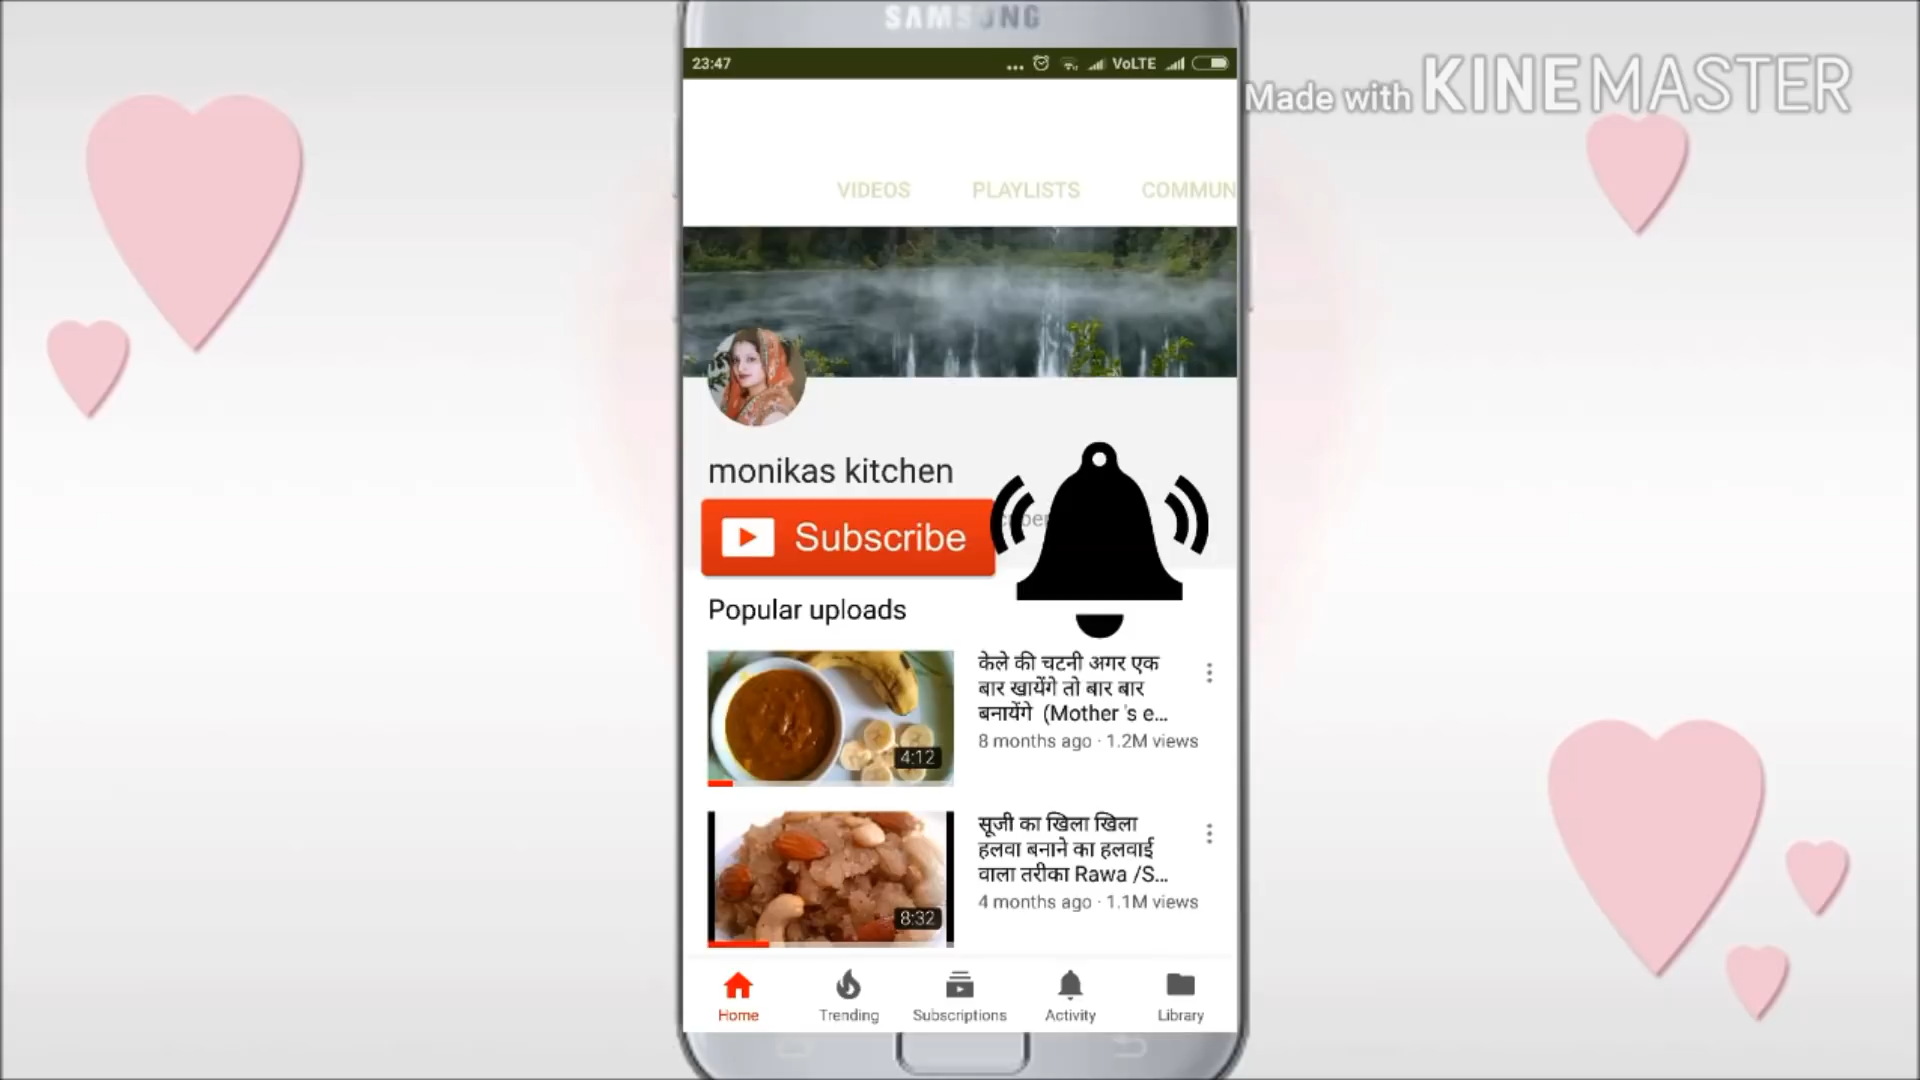 SAMSUNG
23:47
VoLTE
Made with KINEMASTER
VIDEOS
PLAYLISTS
COMMUN
monikas kitchen
Subscribe
Popular uploads
केले की चटनी अगर एक
बार खायेंगे तो बार बार
बनायेंगे (Mother 's e...
8 months ago · 1.2M views
4:12
सूजी का खिला खिला
हलवा बनाने का हलवाई
वाला तरीका Rawa /S...
4 months ago · 1.1M views
8:32
Home
Trending
Subscriptions
Activity
Library